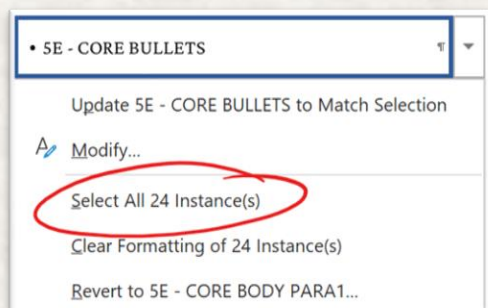 • 5E - CORE BULLETS ¶
Update 5E - CORE BULLETS to Match Selection
Modify...
Select All 24 Instance(s)
Clear Formatting of 24 Instance(s)
Revert to 5E - CORE BODY PARA1...